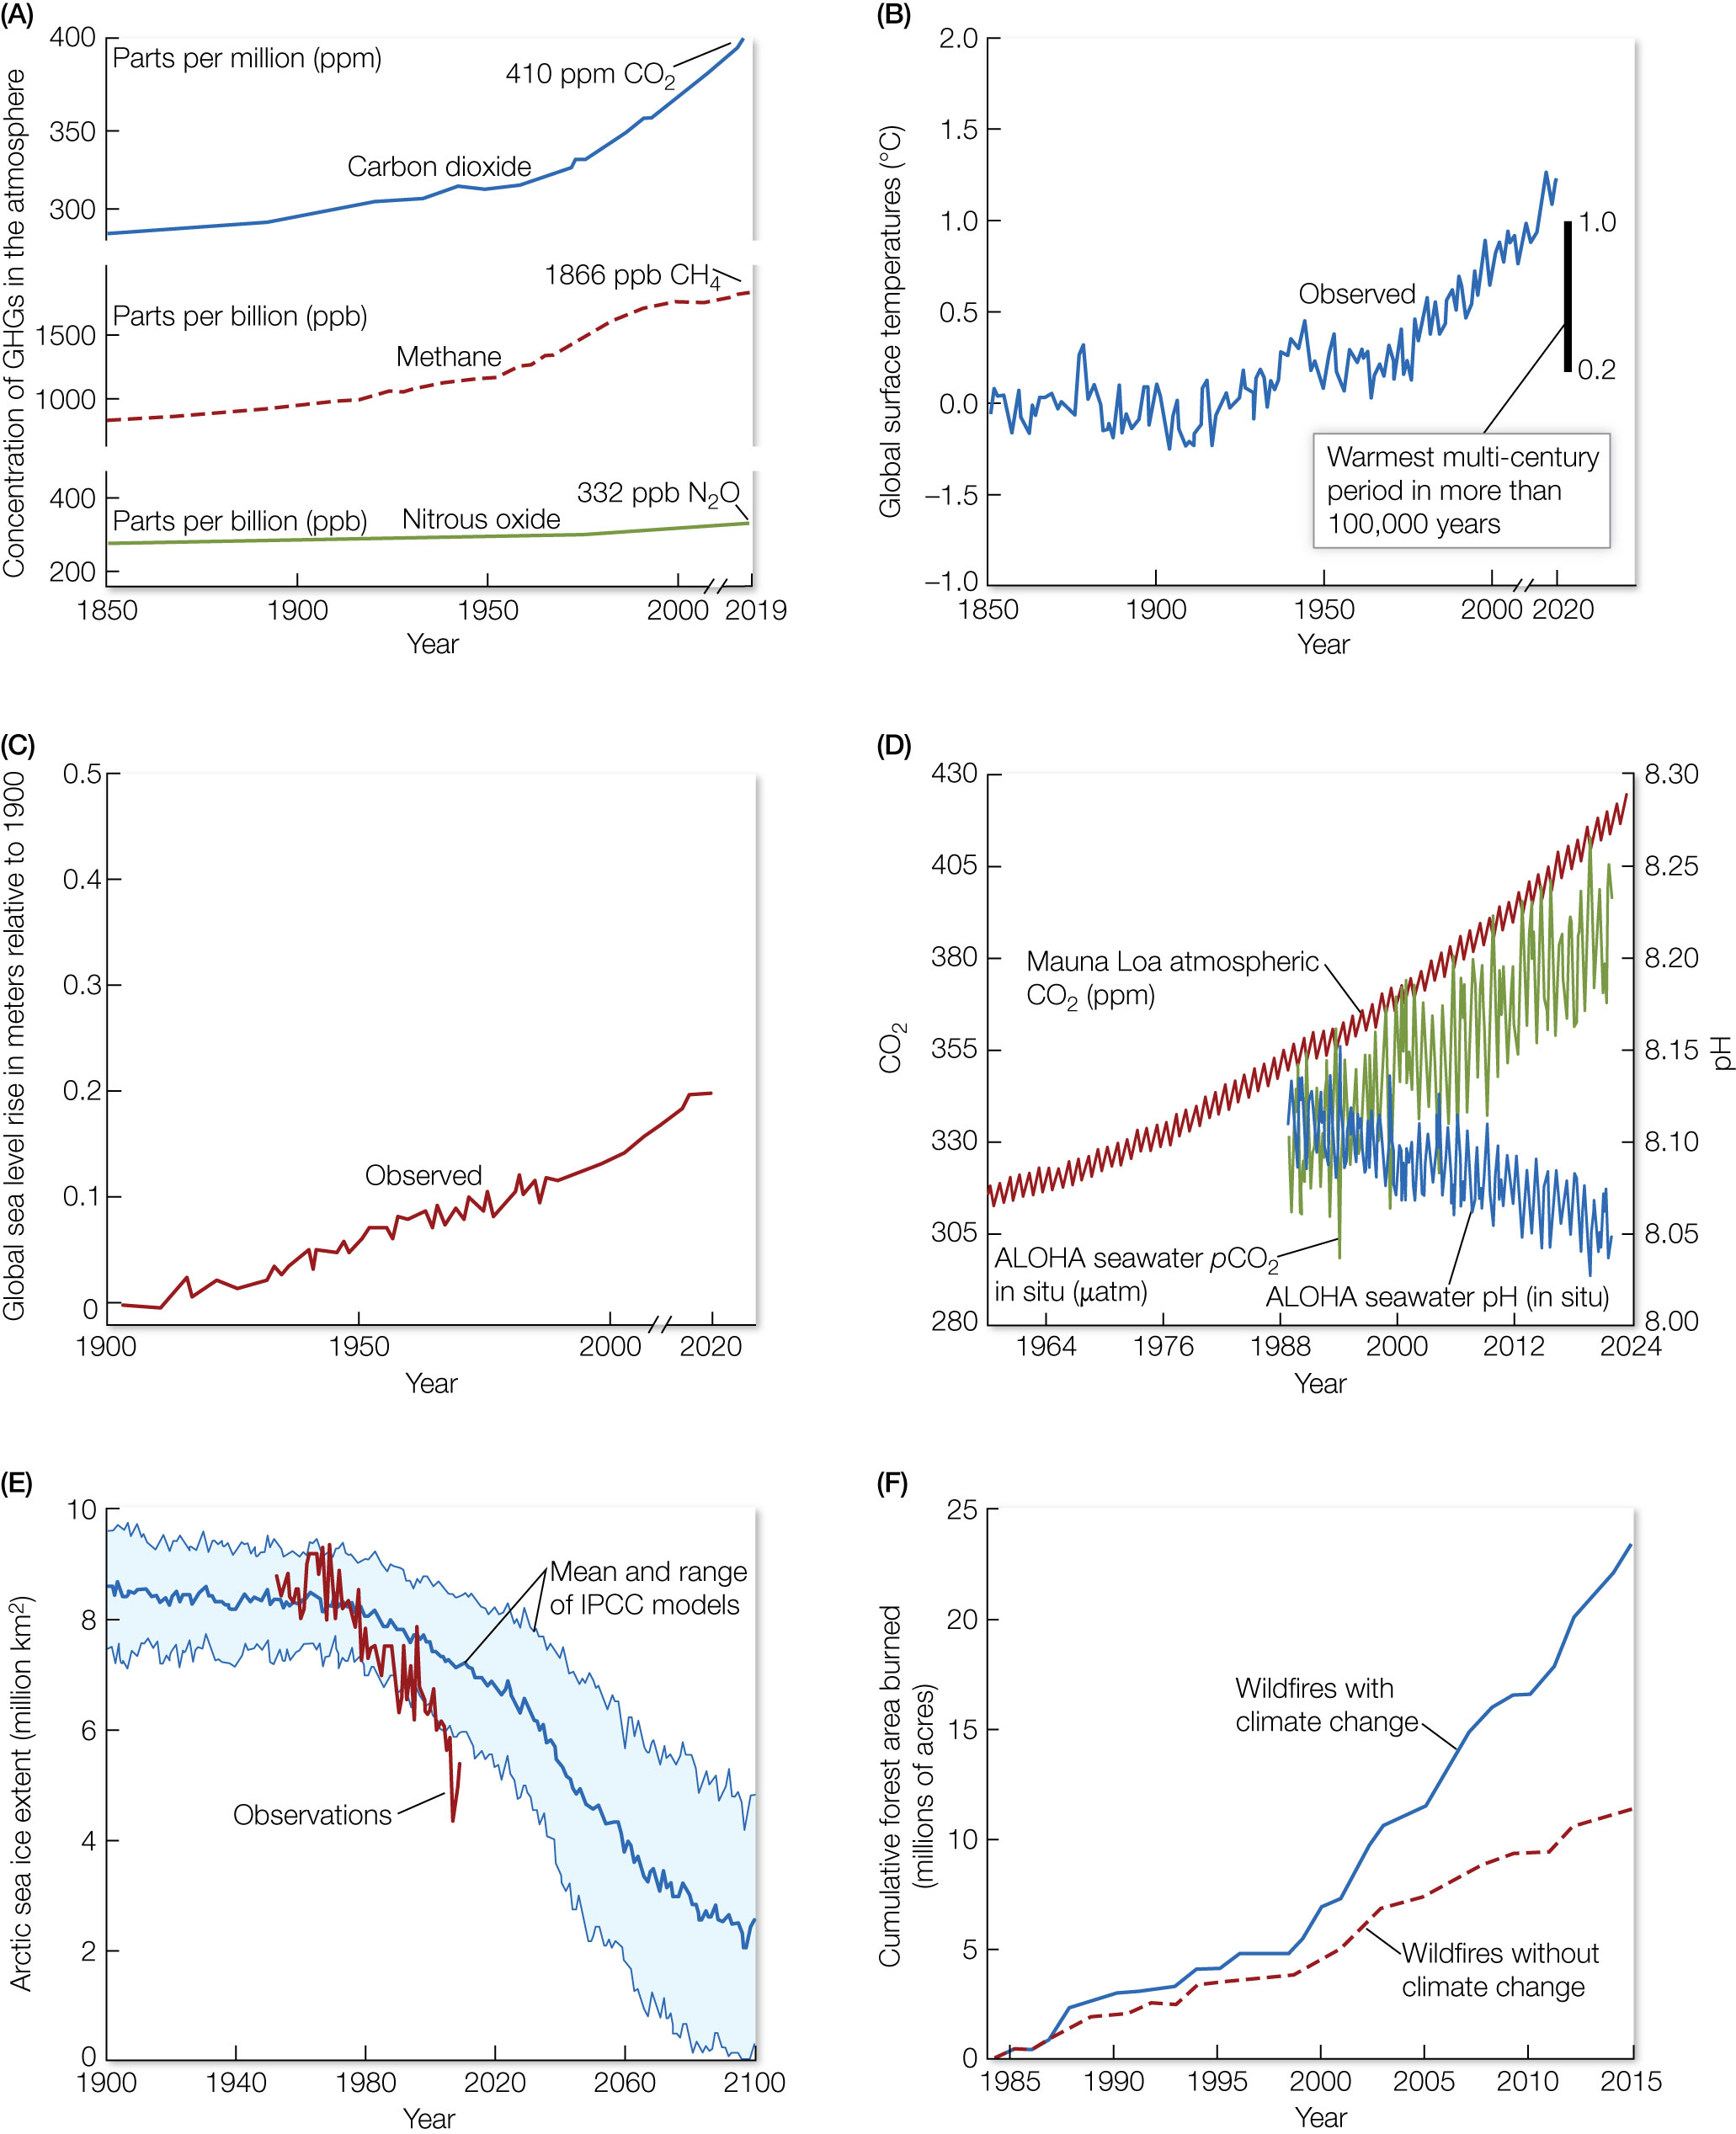 (A)
Concentration of GHGs in the atmosphere
400
350
300
Parts per million (ppm)
410 ppm CO₂
Carbon dioxide
1500
1000
1866 ppb CH₄
Parts per billion (ppb)
Methane
400
200
332 ppb N₂O
Parts per billion (ppb)
Nitrous oxide
1850 1900 1950 2000 2019
Year
(B)
Global surface temperatures (°C)
2.0
1.5
1.0
0.5
0.0
–1.5
–1.0
Observed
1.0
0.2
Warmest multi-century
period in more than
100,000 years
1850 1900 1950 2000 2020
Year
(C)
Global sea level rise in meters relative to 1900
0.5
0.4
0.3
0.2
0.1
0
Observed
1900 1950 2000 2020
Year
(D)
CO₂
430
405
380
355
330
305
280
Mauna Loa atmospheric
CO₂ (ppm)
ALOHA seawater pCO₂
in situ (µatm)
ALOHA seawater pH (in situ)
8.30
8.25
8.20
8.15
8.10
8.05
8.00
pH
1964 1976 1988 2000 2012 2024
Year
(E)
Arctic sea ice extent (million km²)
10
8
6
4
2
0
Mean and range
of IPCC models
Observations
1900 1940 1980 2020 2060 2100
Year
(F)
Cumulative forest area burned
(millions of acres)
25
20
15
10
5
0
Wildfires with
climate change
Wildfires without
climate change
1985 1990 1995 2000 2005 2010 2015
Year